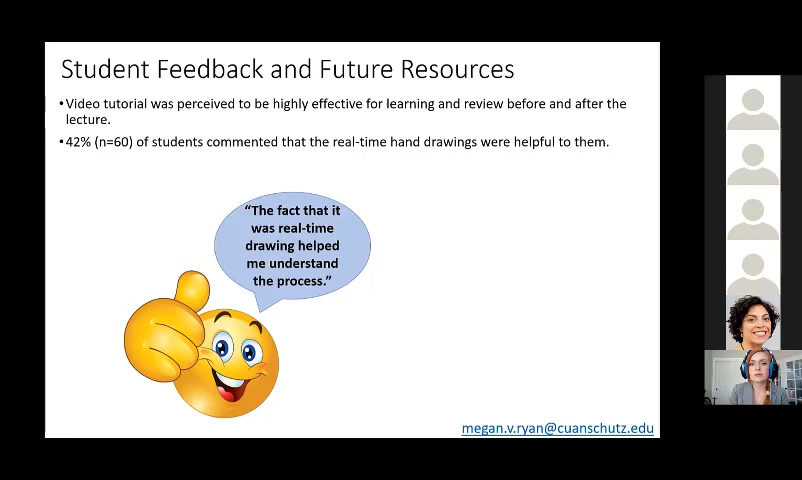 Student Feedback and Future Resources
•Video tutorial was perceived to be highly effective for learning and review before and after the
lecture.
•42% (n=60) of students commented that the real-time hand drawings were helpful to them.
“The fact that it
was real-time
drawing helped
me understand
the process.”
megan.v.ryan@cuanschutz.edu